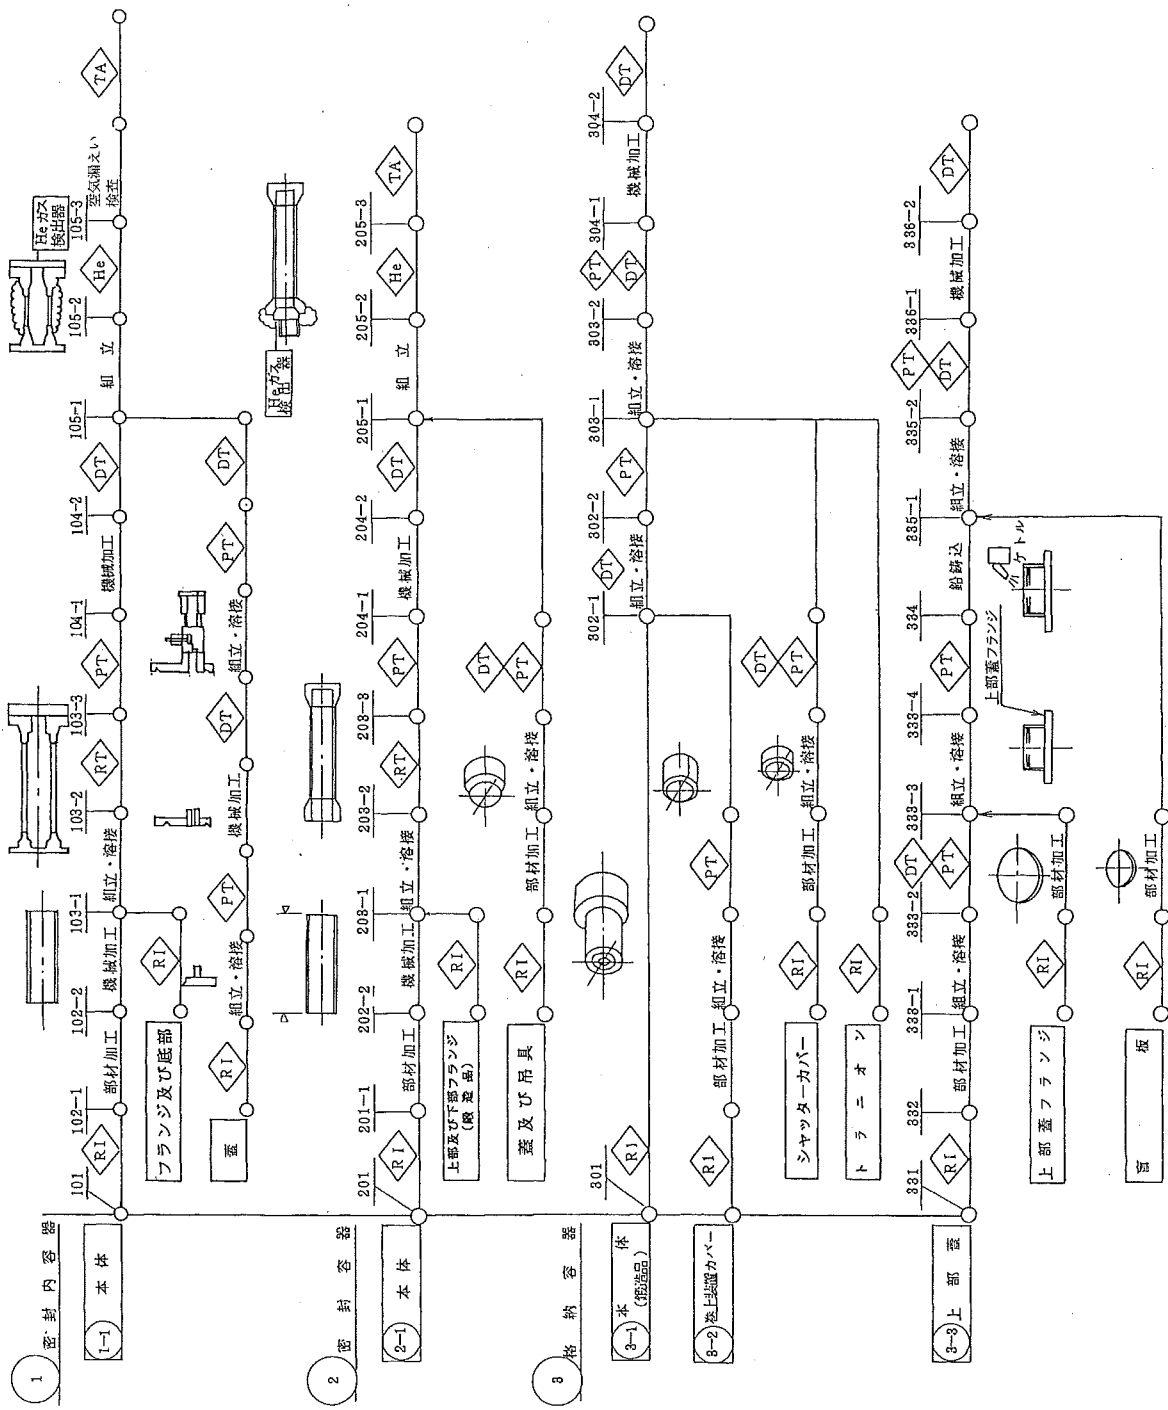 1 密封内容器
1-1 本体
101
RI
102-1
部材加工
102-2
機械加工
103-1
組立・溶接
103-2
RT
103-3
PT
104-1
機械加工
104-2
DT
105-1
組立
105-2
He
105-3
空気漏えい
検査
TA
Heガス
検出器
フランジ及び底部
RI
蓋
RI
組立・溶接
PT
機械加工
DT
組立・溶接
PT
DT
2 密封容器
2-1 本体
201
RI
201-1
部材加工
202-2
機械加工
203-1
組立・溶接
203-2
RT
203-3
PT
204-1
機械加工
204-2
DT
205-1
組立
205-2
He
205-3
TA
Heガス
検出器
上部及び下部フランジ
(鍛造品)
RI
蓋及び吊具
RI
部材加工
組立・溶接
DT
PT
3 格納容器
3-1 本体
(鍛造品)
301
RI
302-1
組立・溶接
DT
302-2
PT
303-1
組立・溶接
303-2
PT
DT
304-1
機械加工
304-2
DT
3-2 巻上装置カバー
RI
部材加工
組立・溶接
PT
シャッターカバー
RI
部材加工
組立・溶接
DT
PT
トラニオン
RI
3-3 上部蓋
331
RI
332
部材加工
333-1
組立・溶接
333-2
DT
PT
333-3
組立・溶接
333-4
PT
334
鉛鋳込
335-1
組立・溶接
335-2
PT
DT
336-1
機械加工
336-2
DT
上部蓋フランジ
RI
部材加工
上部蓋フランジ
ケトル
盲板
RI
部材加工